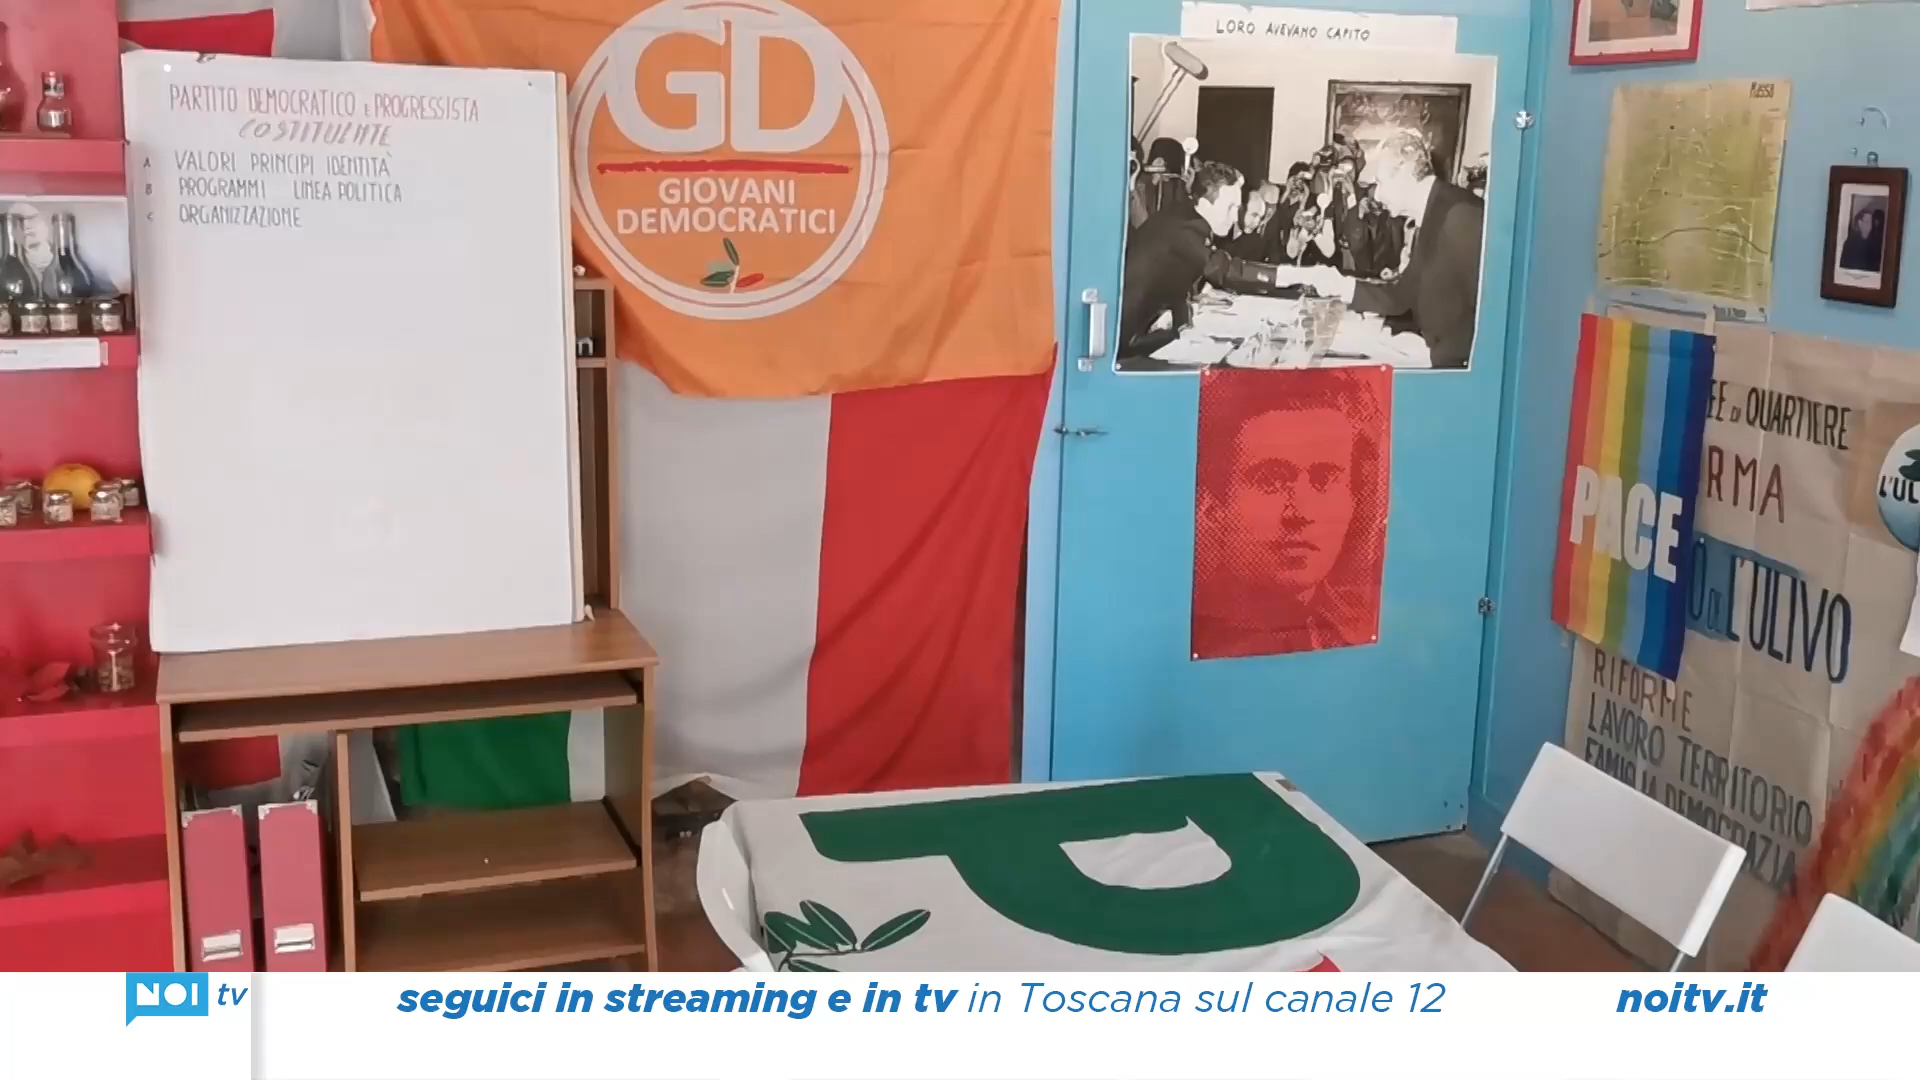 PARTITO DEMOCRATICO e PROGRESSISTA
COSTITUENTE
A VALORI PRINCIPI IDENTITÀ
B PROGRAMMI LINEA POLITICA
C ORGANIZZAZIONE
GD
GIOVANI
DEMOCRATICI
LORO AVEVANO CAPITO
PACE
DI QUARTIERE
L'ULIVO
RIFORME
LAVORO TERRITORIO
FAMIGLIA DEMOCRAZIA
P
NOI tv
seguici in streaming e in tv in Toscana sul canale 12
noitv.it